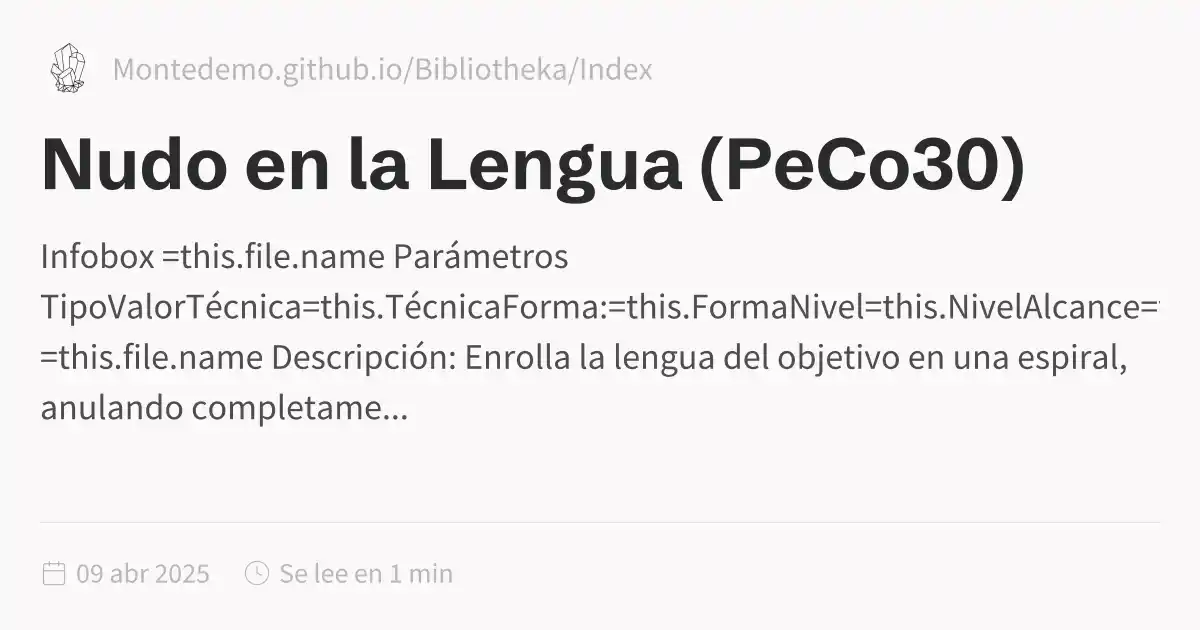 Montedemo.github.io/Bibliotheka/Index
Nudo en la Lengua (PeCo30)
Infobox =this.file.name Parámetros
TipoValorTécnica=this.TécnicaForma:=this.FormaNivel=this.NivelAlcance=
=this.file.name Descripción: Enrolla la lengua del objetivo en una espiral,
anulando completame...
09 abr 2025 Se lee en 1 min